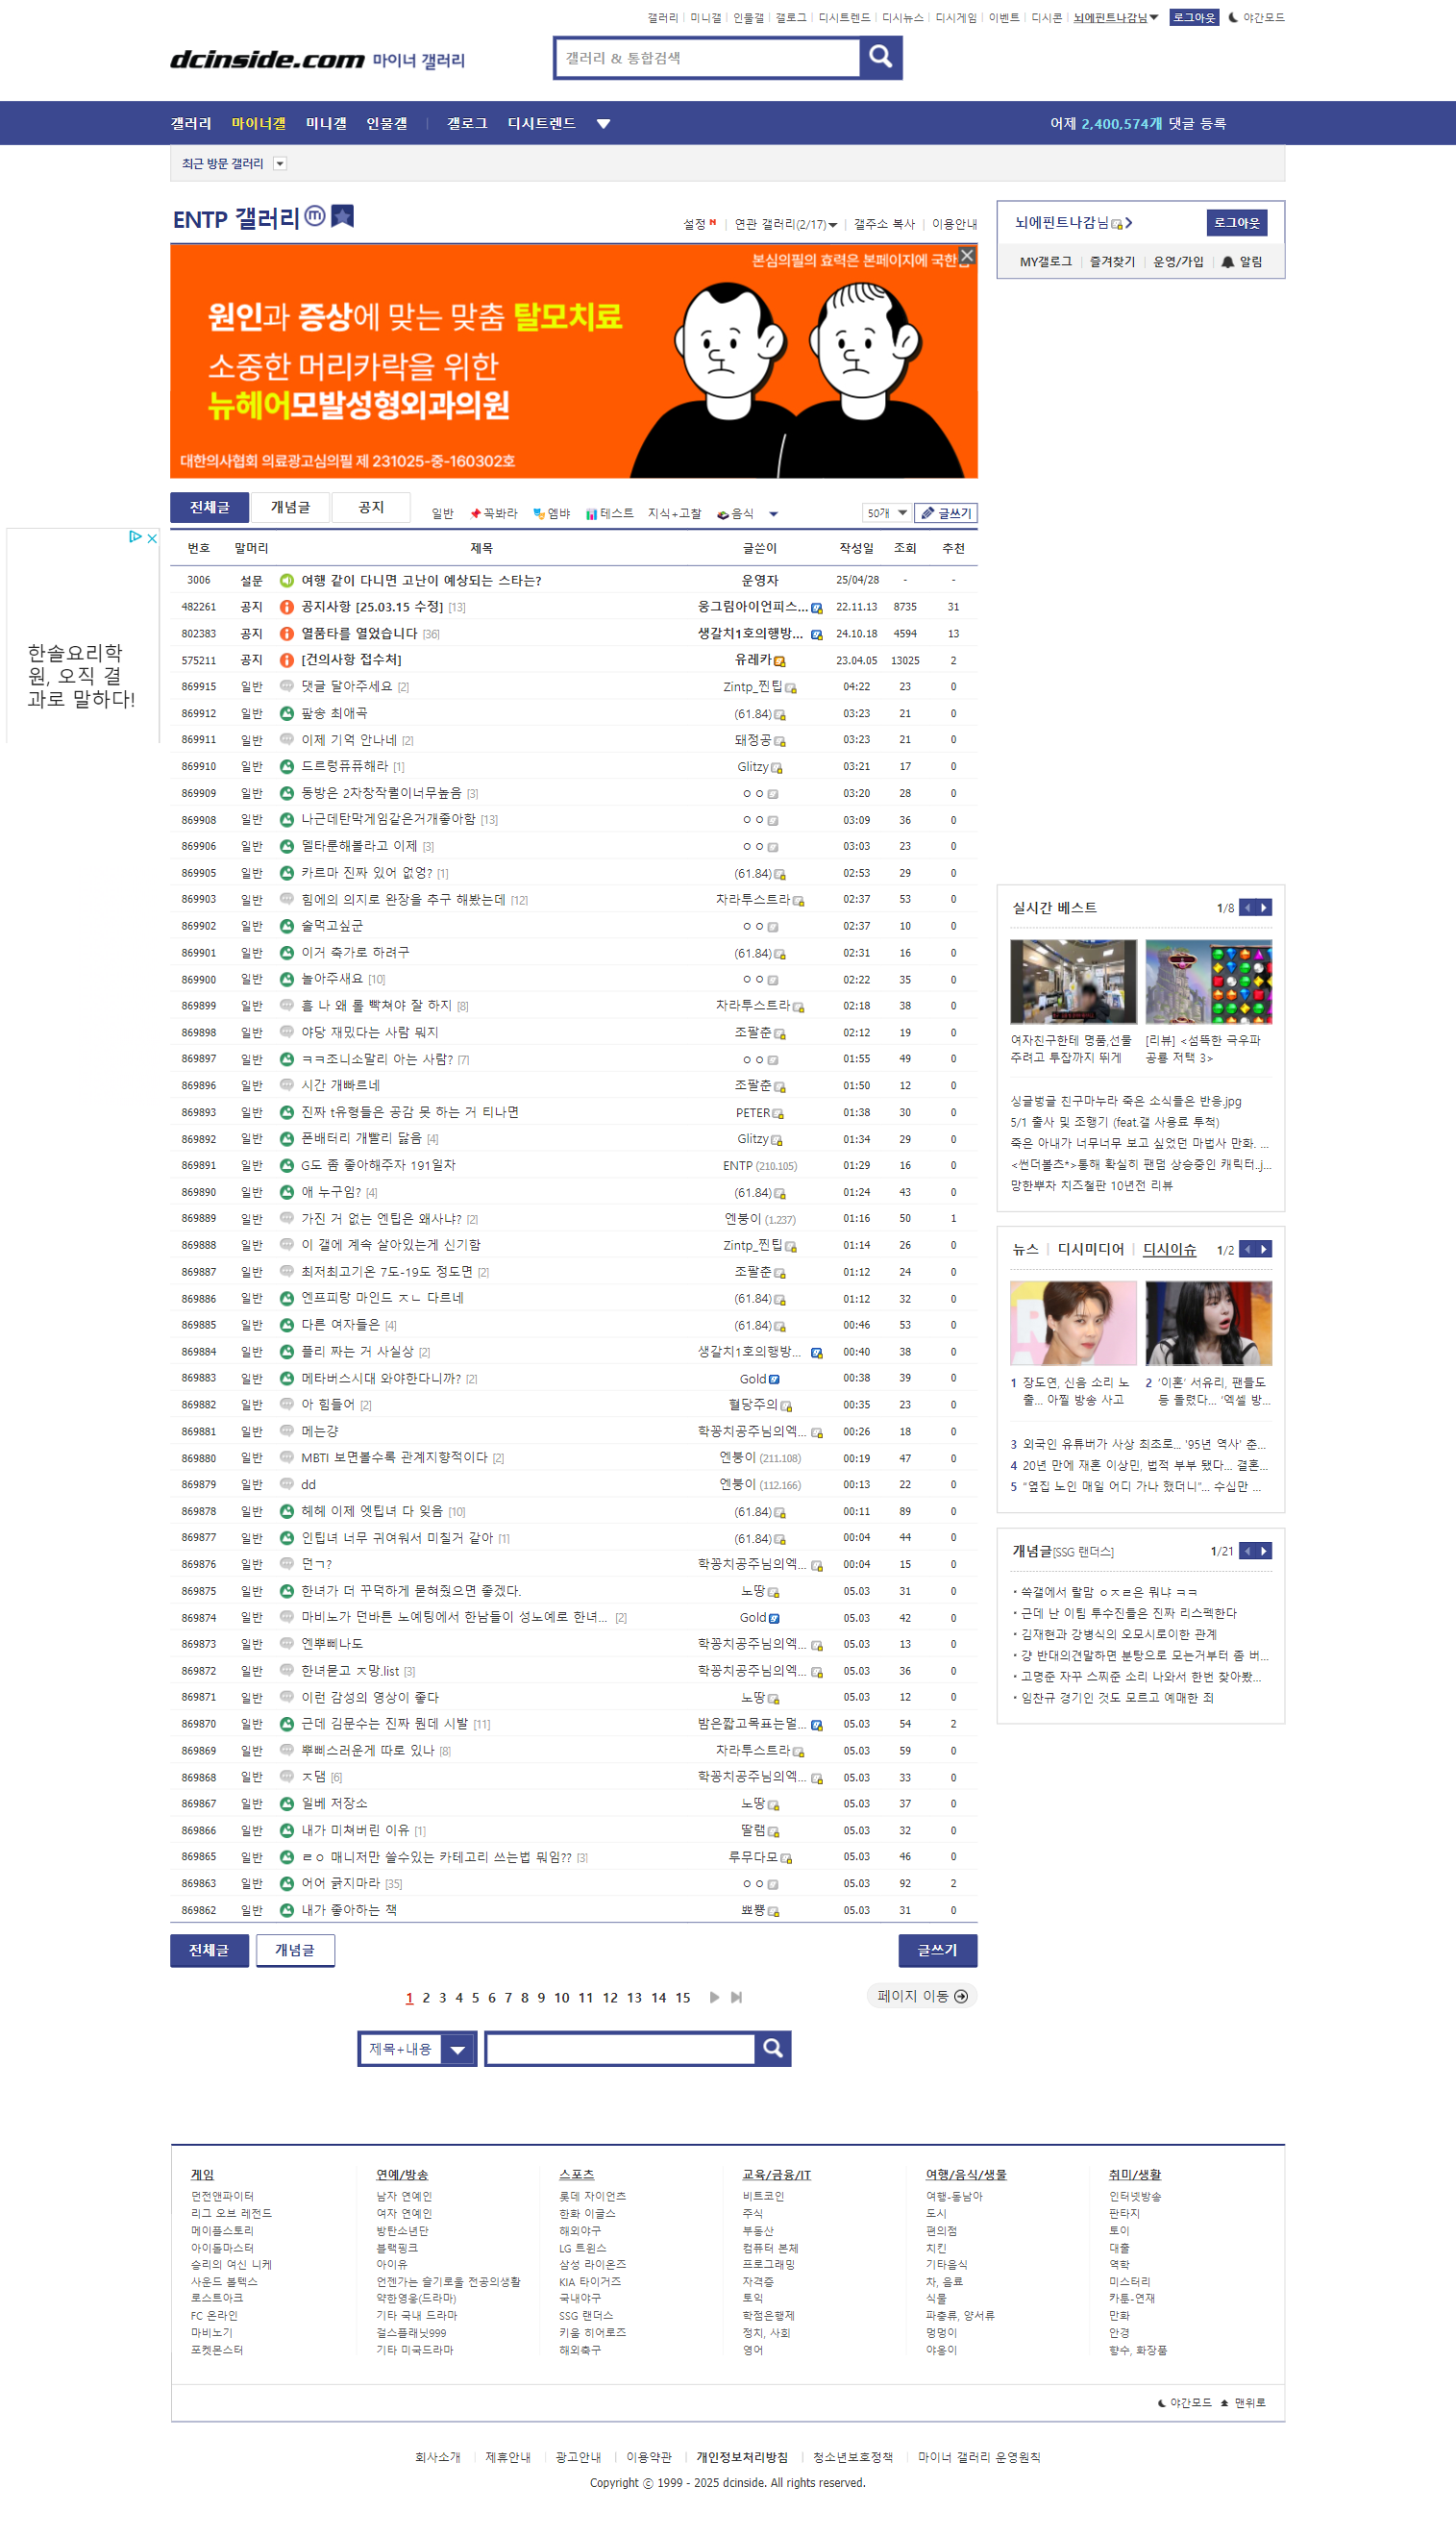 갤러리 미니갤 인물갤 갤로그 디시트렌드 디시뉴스 디시게임 이벤트 디시콘 뇌에핀트나감님 로그아웃 야간모드
dcinside.com 마이너 갤러리
갤러리 & 통합검색
갤러리 마이너갤 미니갤 인물갤 갤로그 디시트렌드
어제 2,400,574개 댓글 등록
최근 방문 갤러리
ENTP 갤러리 ⓜ
설정 N 연관 갤러리(2/17) 갤주소 복사 이용안내
본심의필의 효력은 본페이지에 국한
원인과 증상에 맞는 맞춤 탈모치료
소중한 머리카락을 위한
뉴헤어모발성형외과의원
대한의사협회 의료광고심의필 제 231025-중-160302호
전체글 개념글 공지
일반 꼭봐라 엠뱌 테스트 지식+고찰 음식
50개 글쓰기
번호 말머리 제목 글쓴이 작성일 조회 추천
3006 설문 여행 같이 다니면 고난이 예상되는 스타는? 운영자 25/04/28 - -
482261 공지 공지사항 [25.03.15 수정] [13] 웅그림아이언피스... 22.11.13 8735 31
802383 공지 열품타를 열었습니다 [36] 생갈치1호의행방... 24.10.18 4594 13
575211 공지 [건의사항 접수처] 유레카 23.04.05 13025 2
869915 일반 댓글 달아주세요 [2] Zintp_찐팁 04:22 23 0
869912 일반 팦송 최애곡 (61.84) 03:23 21 0
869911 일반 이제 기억 안나네 [2] 돼정공 03:23 21 0
869910 일반 드르렁퓨퓨해라 [1] Glitzy 03:21 17 0
869909 일반 동방은 2차창작퀄이너무높음 [3] ㅇㅇ 03:20 28 0
869908 일반 나근데탄막게임같은거개좋아함 [13] ㅇㅇ 03:09 36 0
869906 일반 델타룬해볼라고 이제 [3] ㅇㅇ 03:03 23 0
869905 일반 카르마 진짜 있어 없엉? [1] (61.84) 02:53 29 0
869903 일반 힘에의 의지로 완장을 추구 해봤는데 [12] 차라투스트라 02:37 53 0
869902 일반 술먹고싶군 ㅇㅇ 02:37 10 0
869901 일반 이거 축가로 하려구 (61.84) 02:31 16 0
869900 일반 놀아주새요 [10] ㅇㅇ 02:22 35 0
869899 일반 흠 나 왜 롤 빡쳐야 잘 하지 [8] 차라투스트라 02:18 38 0
869898 일반 야당 재밌다는 사람 뭐지 조팔춘 02:12 19 0
869897 일반 ㅋㅋ조니소말리 아는 사람? [7] ㅇㅇ 01:55 49 0
869896 일반 시간 개빠르네 조팔춘 01:50 12 0
869893 일반 진짜 t유형들은 공감 못 하는 거 티나면 PETER 01:38 30 0
869892 일반 폰배터리 개빨리 닳음 [4] Glitzy 01:34 29 0
869891 일반 G도 좀 좋아해주자 191일차 ENTP (210.105) 01:29 16 0
869890 일반 애 누구임? [4] (61.84) 01:24 43 0
869889 일반 가진 거 없는 엔팁은 왜사냐? [2] 엔붕이 (1.237) 01:16 50 1
869888 일반 이 갤에 계속 살아있는게 신기함 Zintp_찐팁 01:14 26 0
869887 일반 최저최고기온 7도-19도 정도면 [2] 조팔춘 01:12 24 0
869886 일반 엔프피랑 마인드 ㅈㄴ 다르네 (61.84) 01:12 32 0
869885 일반 다른 여자들은 [4] (61.84) 00:46 53 0
869884 일반 플리 짜는 거 사실상 [2] 생갈치1호의행방... 00:40 38 0
869883 일반 메타버스시대 와야한다니까? [2] Gold 00:38 39 0
869882 일반 아 힘들어 [2] 혈당주의 00:35 23 0
869881 일반 메는걍 학꽁치공주님의엑... 00:26 18 0
869880 일반 MBTI 보면볼수록 관계지향적이다 [2] 엔붕이 (211.108) 00:19 47 0
869879 일반 dd 엔붕이 (112.166) 00:13 22 0
869878 일반 헤헤 이제 엣팁녀 다 잊음 [10] (61.84) 00:11 89 0
869877 일반 인팁녀 너무 귀여워서 미칠거 같아 [1] (61.84) 00:04 44 0
869876 일반 던ㄱ? 학꽁치공주님의엑... 00:04 15 0
869875 일반 한녀가 더 꾸덕하게 묻혀줬으면 좋겠다. 노땅 05.03 31 0
869874 일반 마비노가 던바튼 노예팅에서 한남들이 성노예로 한녀... [2] Gold 05.03 42 0
869873 일반 엔뿌삐나도 학꽁치공주님의엑... 05.03 13 0
869872 일반 한녀묻고 ㅈ망.list [3] 학꽁치공주님의엑... 05.03 36 0
869871 일반 이런 감성의 영상이 좋다 노땅 05.03 12 0
869870 일반 근데 김문수는 진짜 뭔데 시발 [11] 밤은짧고목표는멀... 05.03 54 2
869869 일반 뿌삐스러운게 따로 있나 [8] 차라투스트라 05.03 59 0
869868 일반 ㅈ댐 [6] 학꽁치공주님의엑... 05.03 33 0
869867 일반 일베 저장소 노땅 05.03 37 0
869866 일반 내가 미쳐버린 이유 [1] 딸램 05.03 32 0
869865 일반 ㄹㅇ 매니저만 쓸수있는 카테고리 쓰는법 뭐임?? [3] 루무다모 05.03 46 0
869863 일반 어어 긁지마라 [35] ㅇㅇ 05.03 92 2
869862 일반 내가 좋아하는 책 뾰뿅 05.03 31 0
전체글 개념글 글쓰기
1 2 3 4 5 6 7 8 9 10 11 12 13 14 15
페이지 이동
제목+내용
한솔요리학
원, 오직 결
과로 말하다!
뇌에핀트나감님 로그아웃
MY갤로그 즐겨찾기 운영/가입 알림
실시간 베스트 1/8
여자친구한테 명품,선물
주려고 투잡까지 뛰게
[리뷰] <섬뜩한 극우파
공룡 저택 3>
싱글벙글 친구마누라 죽은 소식들은 반응.jpg
5/1 출사 및 조행기 (feat.갤 사용료 투척)
죽은 아내가 너무너무 보고 싶었던 마법사 만화. ...
<썬더볼츠*>통해 확실히 팬덤 상승중인 캐릭터..j...
망한뿌차 치즈철판 10년전 리뷰
뉴스 디시미디어 디시이슈 1/2
1 장도연, 신음 소리 노
출... 아찔 방송 사고
2 '이혼' 서유리, 팬들도
등 돌렸다... '엑셀 방...
3 외국인 유튜버가 사상 최초로... '95년 역사' 춘...
4 20년 만에 재혼 이상민, 법적 부부 됐다... 결혼...
5 "옆집 노인 매일 어디 가나 했더니"... 수십만 ...
개념글[SSG 랜더스] 1/21
쓱갤에서 랄맘 ㅇㅈㄹ은 뭐냐 ㅋㅋ
근데 난 이팀 투수진들은 진짜 리스펙한다
김재현과 강병식의 오모시로이한 관계
걍 반대의견말하면 분탕으로 모는거부터 좀 버...
고명준 자꾸 스찌준 소리 나와서 한번 찾아봤...
임찬규 경기인 것도 모르고 예매한 죄
게임
던전앤파이터
리그 오브 레전드
메이플스토리
아이돌마스터
승리의 여신 니케
사운드 볼텍스
로스트아크
FC 온라인
마비노기
포켓몬스터
연예/방송
남자 연예인
여자 연예인
방탄소년단
블랙핑크
아이유
언젠가는 슬기로울 전공의생활
약한영웅(드라마)
기타 국내 드라마
걸스플래닛999
기타 미국드라마
스포츠
롯데 자이언츠
한화 이글스
해외야구
LG 트윈스
삼성 라이온즈
KIA 타이거즈
국내야구
SSG 랜더스
키움 히어로즈
해외축구
교육/금융/IT
비트코인
주식
부동산
컴퓨터 본체
프로그래밍
자격증
토익
학점은행제
정치, 사회
영어
여행/음식/생물
여행-동남아
도시
편의점
치킨
기타음식
차, 음료
식물
파충류, 양서류
멍멍이
야옹이
취미/생활
인터넷방송
판타지
토이
대출
역학
미스터리
카툰-연재
만화
안경
향수, 화장품
야간모드 맨위로
회사소개 제휴안내 광고안내 이용약관 개인정보처리방침 청소년보호정책 마이너 갤러리 운영원칙
Copyright ⓒ 1999 - 2025 dcinside. All rights reserved.